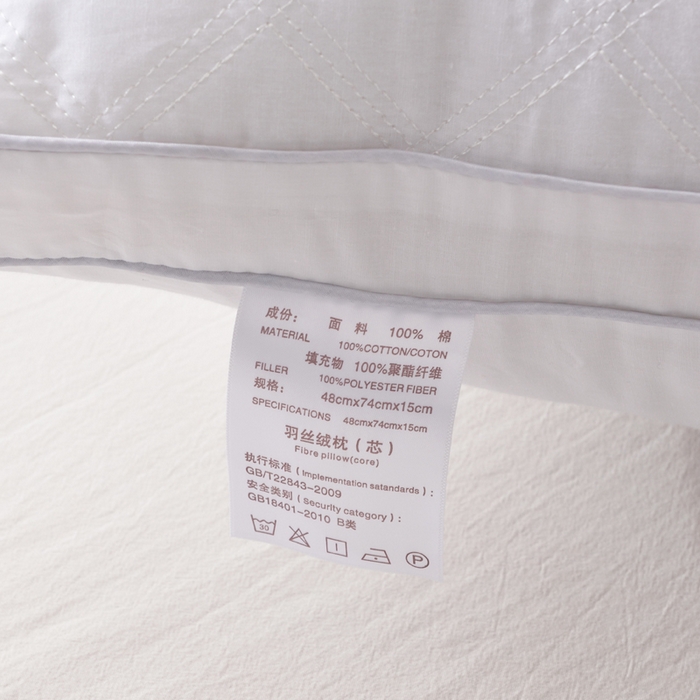 成份： 面 料 100% 棉
MATERIAL 100%COTTON/COTON
填充物 100%聚酯纤维
FILLER 100%POLYESTER FIBER
规格： 48cmx74cmx15cm
SPECIFICATIONS 48cmx74cmx15cm
羽丝绒枕（芯）
Fibre pillow(core)
执行标准（Implementation satandards）:
GB/T22843-2009
安全类别（Security category）:
GB18401-2010 B类
30
P